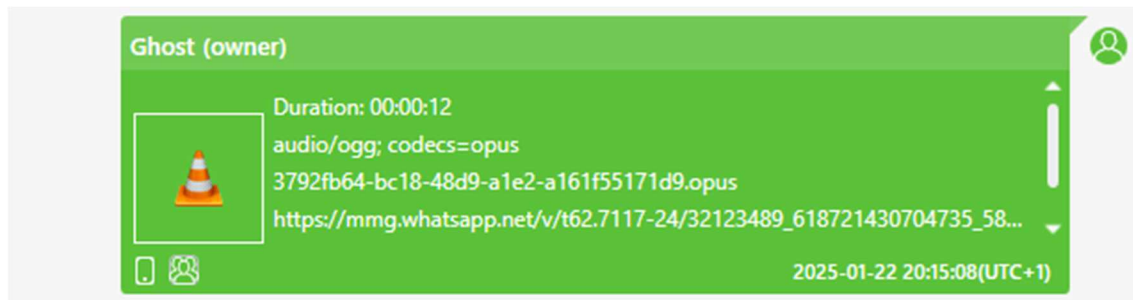 Ghost (owner)
Duration: 00:00:12
audio/ogg; codecs=opus
3792fb64-bc18-48d9-a1e2-a161f55171d9.opus
https://mmg.whatsapp.net/v/t62.7117-24/32123489_618721430704735_58...
2025-01-22 20:15:08(UTC+1)